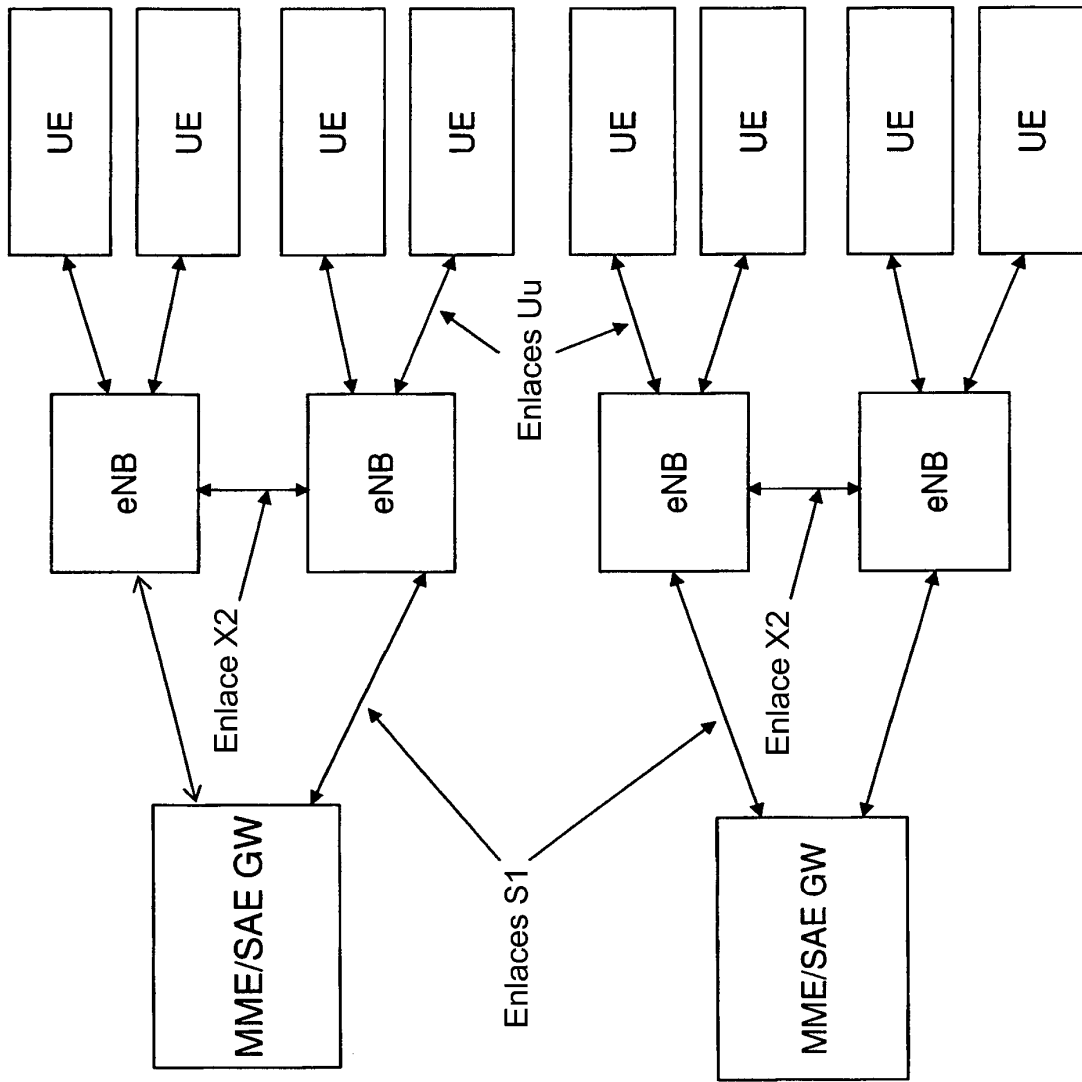 UE
eNB
UE
Enlace X2
MME/SAE GW
UE
eNB
UE
Enlaces S1
Enlaces Uu
UE
eNB
UE
Enlace X2
MME/SAE GW
UE
eNB
UE